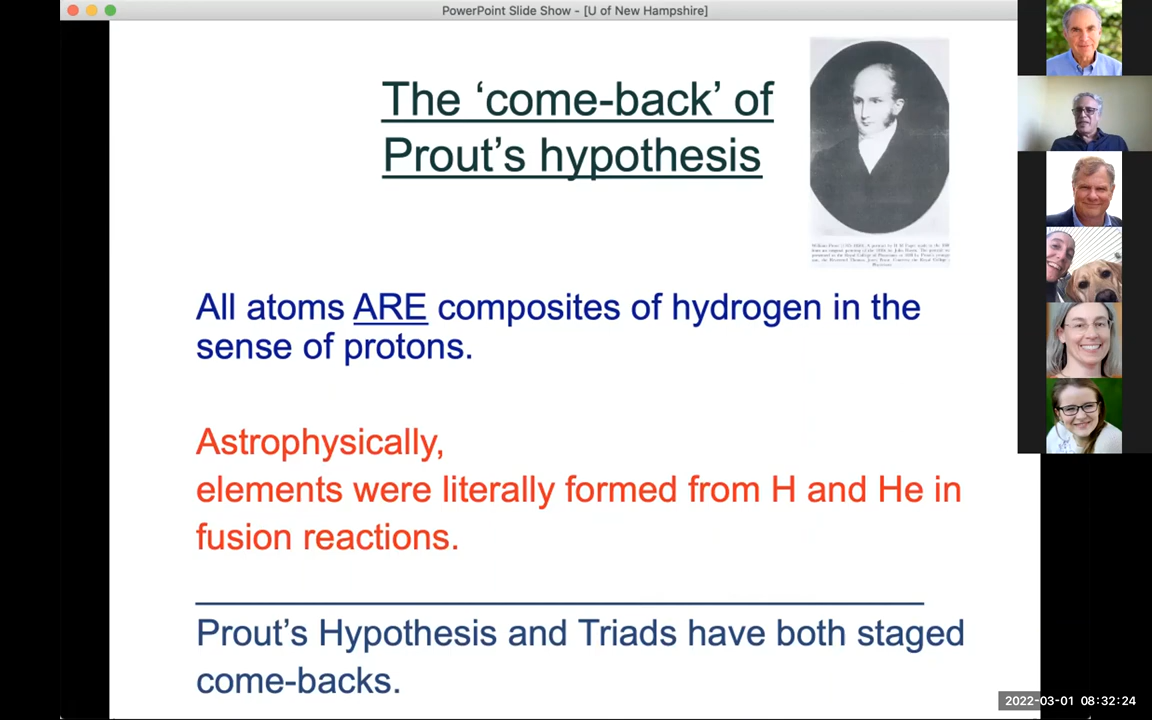 PowerPoint Slide Show - [U of New Hampshire]
The ‘come-back’ of
Prout’s hypothesis
All atoms ARE composites of hydrogen in the
sense of protons.
Astrophysically,
elements were literally formed from H and He in
fusion reactions.
Prout’s Hypothesis and Triads have both staged
come-backs.
2022-03-01 08:32:24